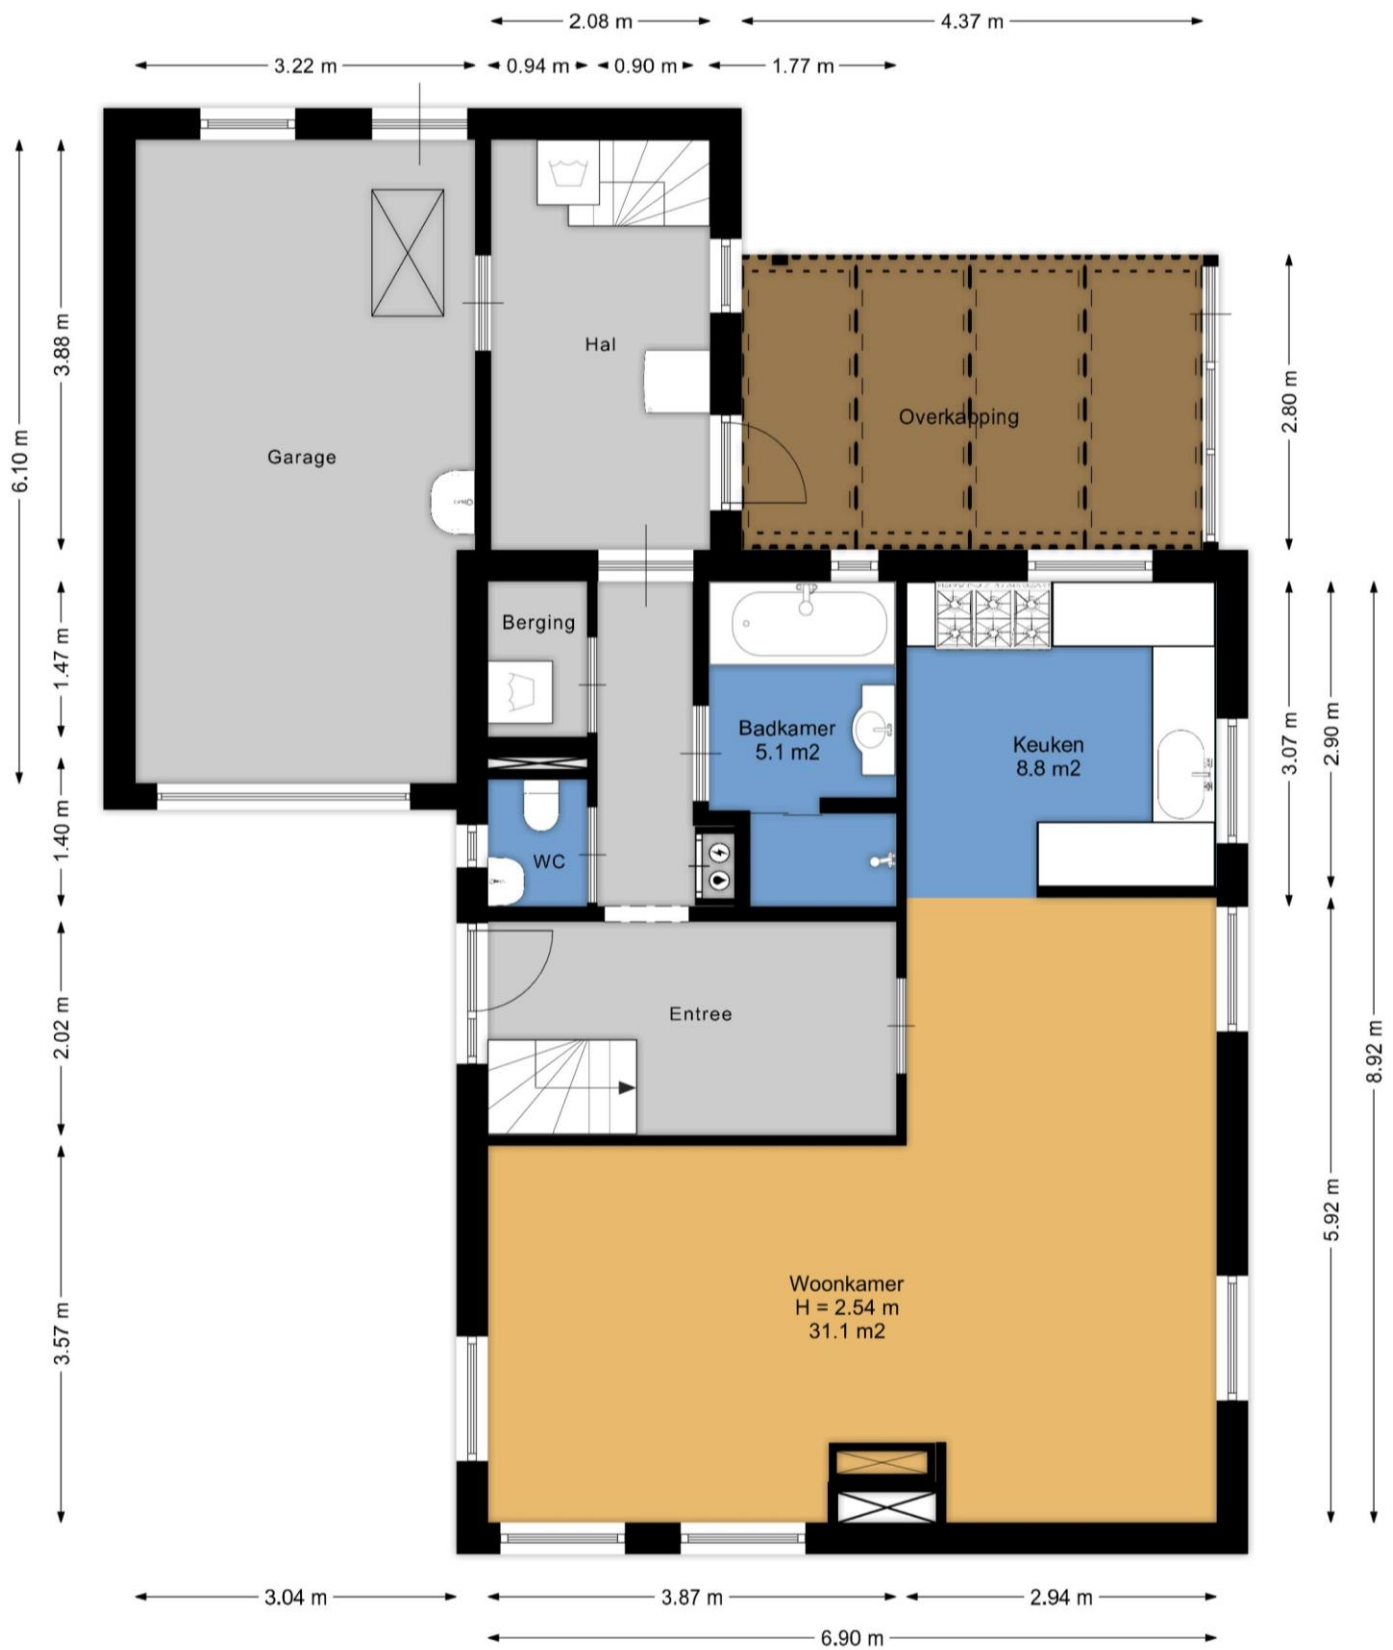 2.08 m
4.37 m
3.22 m
0.94 m
0.90 m
1.77 m
6.10 m
3.88 m
1.47 m
1.40 m
2.02 m
3.57 m
Hal
Garage
Overkapping
Berging
Badkamer
5.1 m2
Keuken
8.8 m2
WC
Entree
Woonkamer
H = 2.54 m
31.1 m2
2.80 m
3.07 m
2.90 m
5.92 m
8.92 m
3.04 m
3.87 m
2.94 m
6.90 m